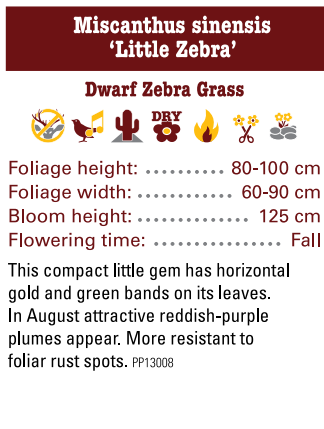 Miscanthus sinensis
‘Little Zebra’
Dwarf Zebra Grass
DRY
Foliage height: .......... 80-100 cm
Foliage width: ............ 60-90 cm
Bloom height: ............. 125 cm
Flowering time: ................ Fall
This compact little gem has horizontal
gold and green bands on its leaves.
In August attractive reddish-purple
plumes appear. More resistant to
foliar rust spots. PP13008